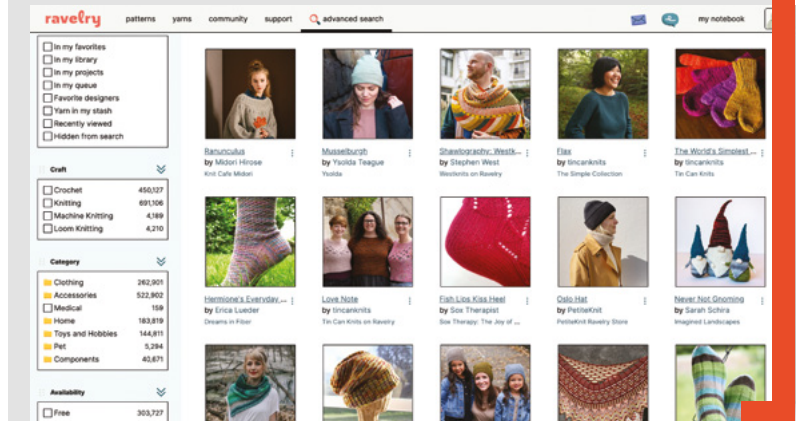 ravelry
patterns
yarns
community
support
advanced search
my notebook
In my favorites
In my library
In my projects
In my queue
Favorite designers
Yarn in my stash
Recently viewed
Hidden from search
Craft
Crochet 450,127
Knitting 691,106
Machine Knitting 4,189
Loom Knitting 4,210
Category
Clothing 262,901
Accessories 522,902
Medical 159
Home 183,819
Toys and Hobbies 144,811
Pet 5,294
Components 40,671
Availability
Free 303,727
Ranunculus
by Midori Hirose
Knit Cafe Midori
Musselburgh
by Ysolda Teague
Ysolda
Shawlography: Westk...
by Stephen West
Westknits on Ravelry
Flax
by tincanknits
The Simple Collection
The World's Simplest ...
by tincanknits
Tin Can Knits
Hermione's Everyday ...
by Erica Lueder
Dreams in Fiber
Love Note
by tincanknits
Tin Can Knits on Ravelry
Fish Lips Kiss Heel
by Sox Therapist
Sox Therapy: The Joy of ...
Oslo Hat
by PetiteKnit
PetiteKnit Ravelry Store
Never Not Gnoming
by Sarah Schira
Imagined Landscapes